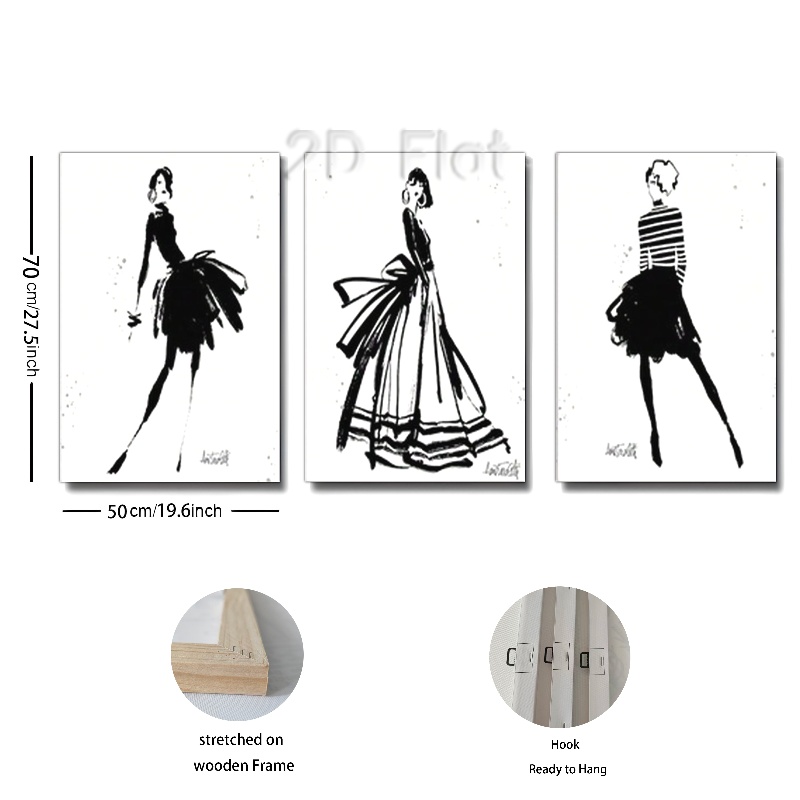 2D Flat
70 cm/27.5inch
50cm/19.6inch
stretched on
wooden Frame
Hook
Ready to Hang